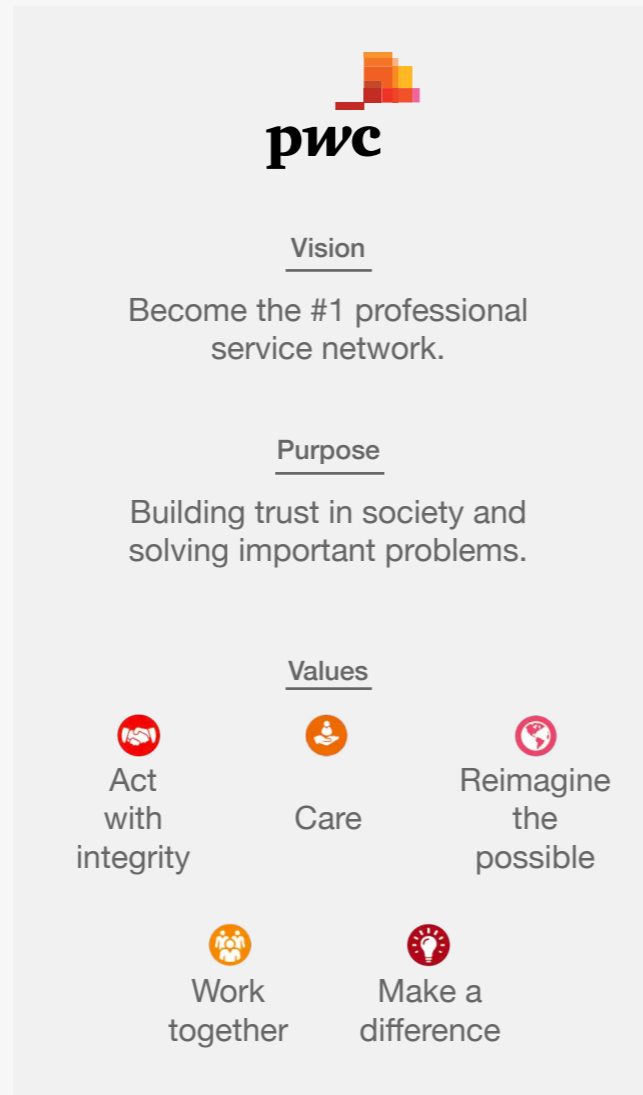 pwc
Vision
Become the #1 professional
service network.
Purpose
Building trust in society and
solving important problems.
Values
Act
with
integrity
Care
Reimagine
the
possible
Work
together
Make a
difference